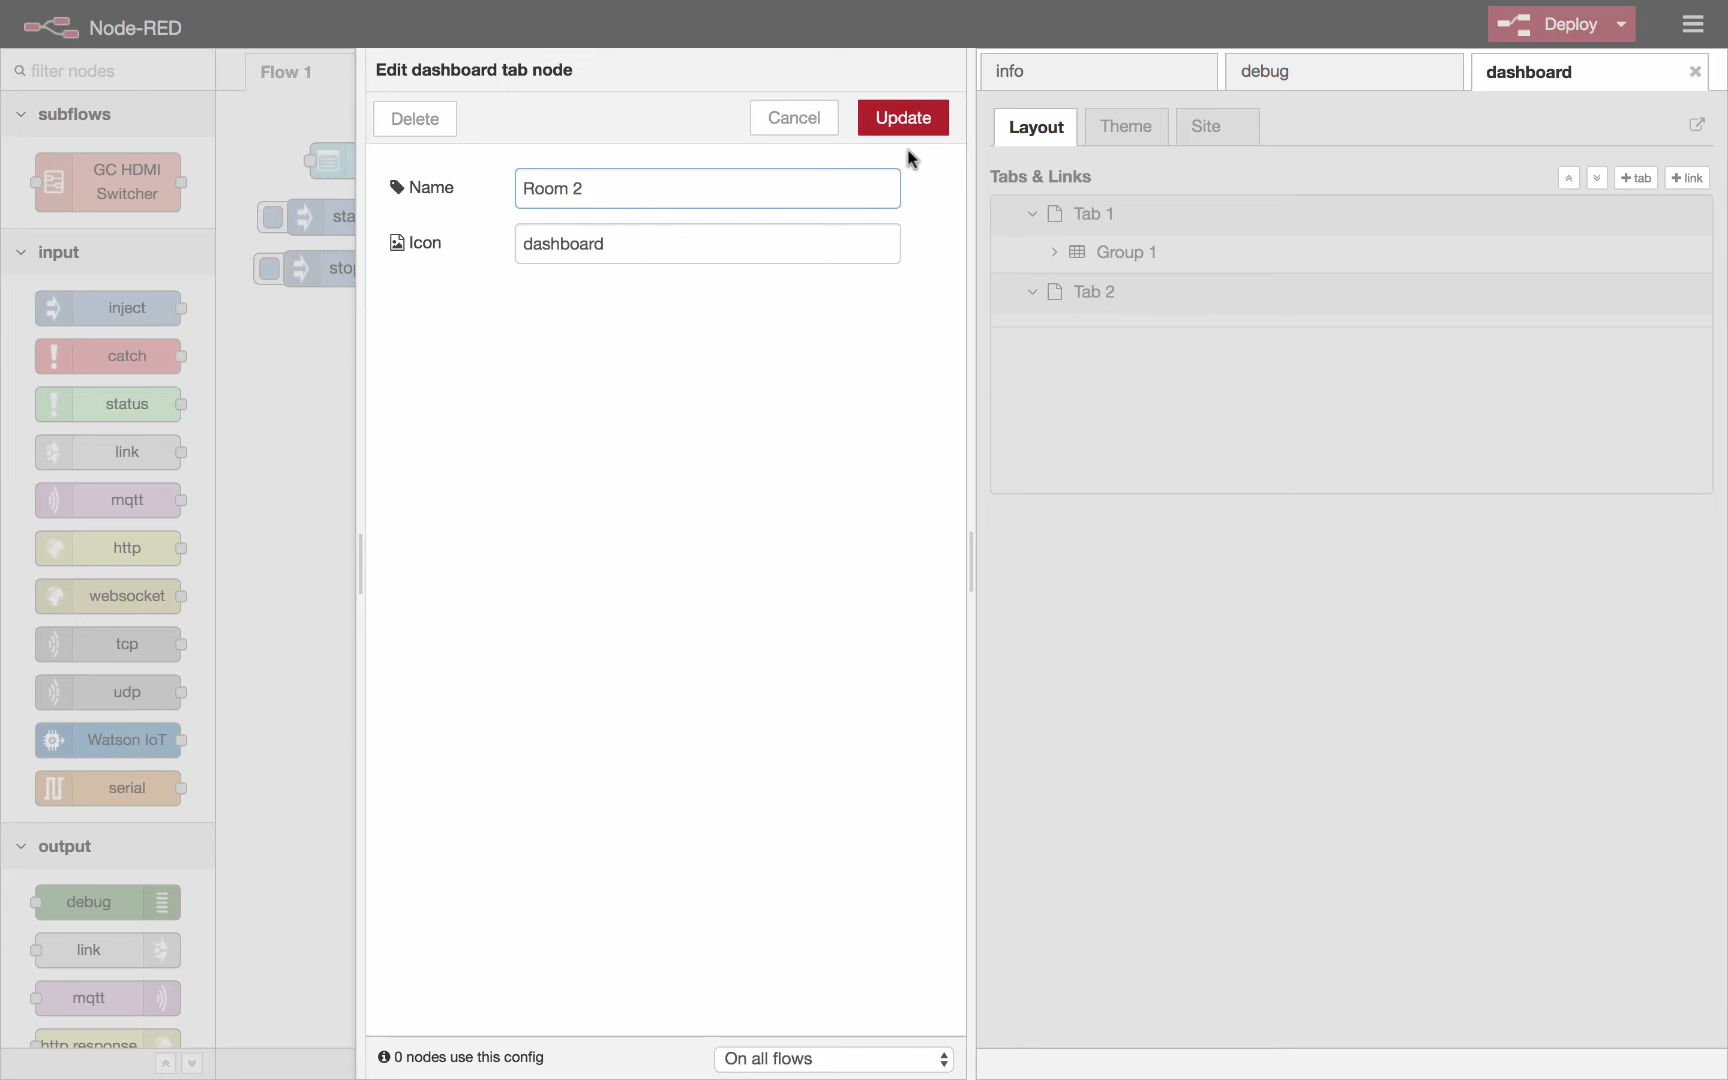 Node-RED
Deploy
filter nodes
Flow 1
Edit dashboard tab node
info
debug
dashboard
subflows
Delete
Cancel
Update
Layout
Theme
Site
GC HDMI
Switcher
Name
Room 2
Tabs & Links
+ tab
+ link
sta
Tab 1
input
Icon
dashboard
Group 1
stop
Tab 2
inject
catch
status
link
mqtt
http
websocket
tcp
udp
Watson IoT
serial
output
debug
link
mqtt
http response
0 nodes use this config
On all flows